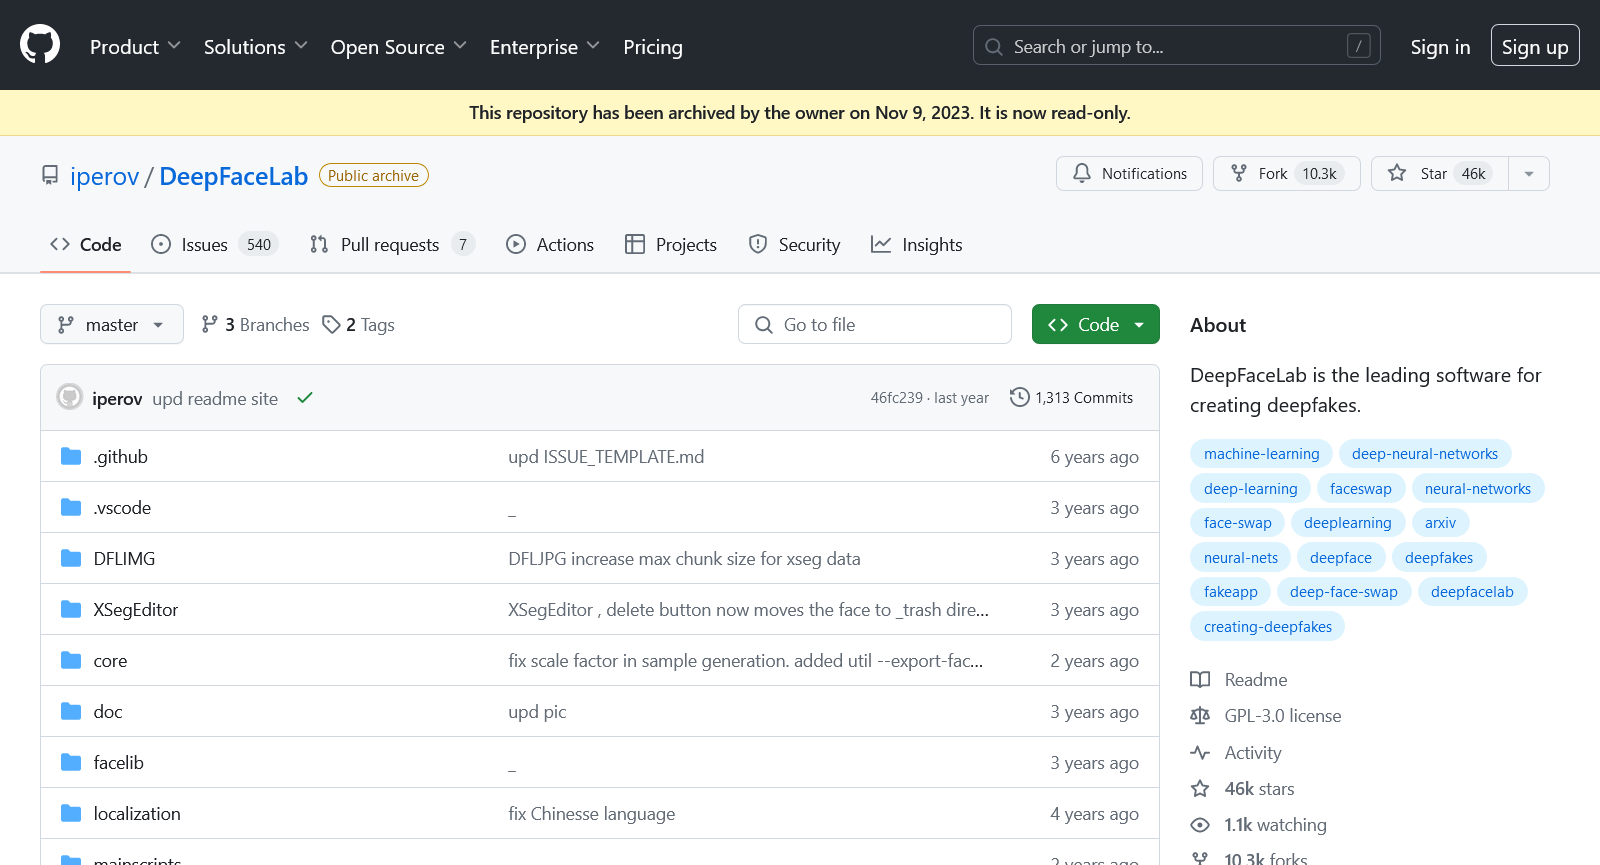 Product Solutions Open Source Enterprise Pricing Search or jump to... / Sign in Sign up
This repository has been archived by the owner on Nov 9, 2023. It is now read-only.
iperov / DeepFaceLab Public archive Notifications Fork 10.3k Star 46k
Code Issues 540 Pull requests 7 Actions Projects Security Insights
master 3 Branches 2 Tags Go to file Code
iperov upd readme site 46fc239 · last year 1,313 Commits
.github upd ISSUE_TEMPLATE.md 6 years ago
.vscode _ 3 years ago
DFLIMG DFLJPG increase max chunk size for xseg data 3 years ago
XSegEditor XSegEditor , delete button now moves the face to _trash dire... 3 years ago
core fix scale factor in sample generation. added util --export-fac... 2 years ago
doc upd pic 3 years ago
facelib _ 3 years ago
localization fix Chinesse language 4 years ago
mainscripts 2 years ago
About
DeepFaceLab is the leading software for
creating deepfakes.
machine-learning deep-neural-networks
deep-learning faceswap neural-networks
face-swap deeplearning arxiv
neural-nets deepface deepfakes
fakeapp deep-face-swap deepfacelab
creating-deepfakes
Readme
GPL-3.0 license
Activity
46k stars
1.1k watching
10.3k forks